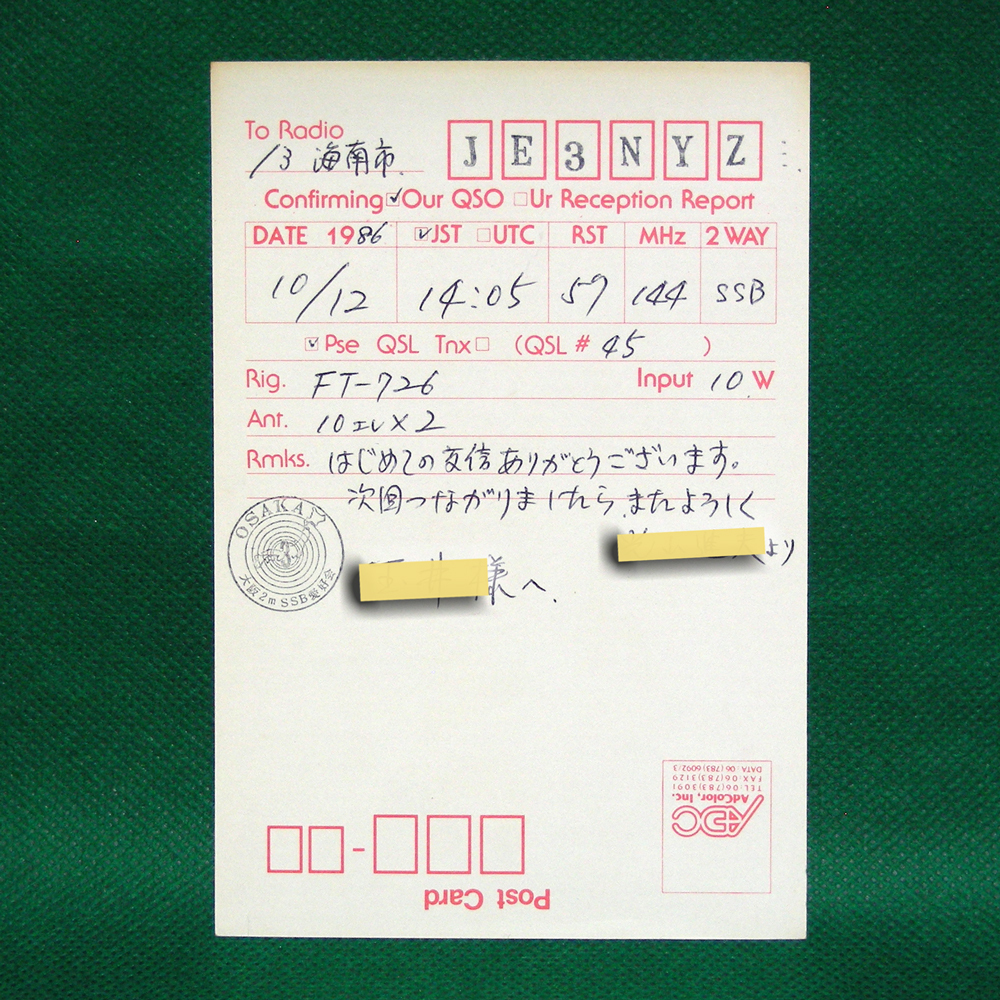 To Radio JE3NYZ
/3 海南市
Confirming ☑Our QSO □Ur Reception Report
DATE 1986 ☑JST □UTC RST MHz 2 WAY
10/12 14:05 57 144 SSB
☑Pse QSL Tnx□ (QSL # 45 )
Rig. FT-726 Input 10 W
Ant. 10エレ×2
Rmks. はじめての交信ありがとうございます。
次回つながりましたら、またよろしく
より
様へ.
OSAKA
大阪2mSSB愛好会
Post Card
ADC
AdColor, Inc.
TEL: 06(783)3091
FAX: 06(783)3129
DATA: 06(783)6092/3